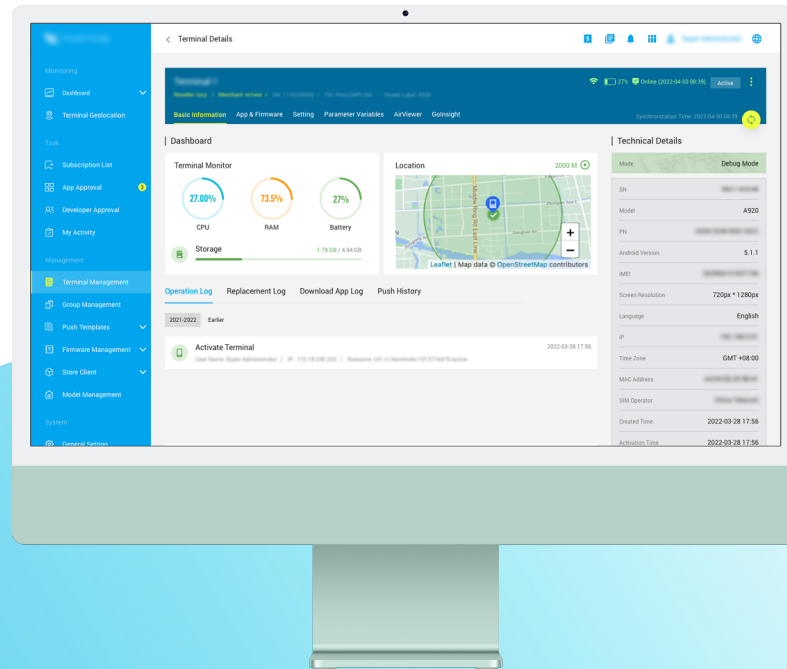 Terminal Details
Monitoring
Dashboard
Terminal Geolocation
Task
Subscription List
App Approval 3
Developer Approval
My Activity
Management
Terminal Management
Group Management
Push Templates
Firmware Management
Store Client
Model Management
System
General Setting
27% Online (2022-04-30 08:39) Active
Basic Information App & Firmware Setting Parameter Variables AirViewer GoInsight
Synchronization Time: 2022-04-30 08:39
Dashboard
Terminal Monitor
27.00% 73.5% 27%
CPU RAM Battery
Storage 1.79 GB / 4.94 GB
Location 2000 M
Middle Ring Rd East Line
+
−
Leaflet | Map data © OpenStreetMap contributors
Operation Log Replacement Log Download App Log Push History
2021-2022 Earlier
Activate Terminal 2022-03-28 17:56
Technical Details
Mode Debug Mode
SN
Model A920
PN
Android Version 5.1.1
IMEI
Screen Resolution 720px * 1280px
Language English
IP
Time Zone GMT +08:00
MAC Address
SIM Operator
Created Time 2022-03-28 17:56
Activation Time 2022-03-28 17:56